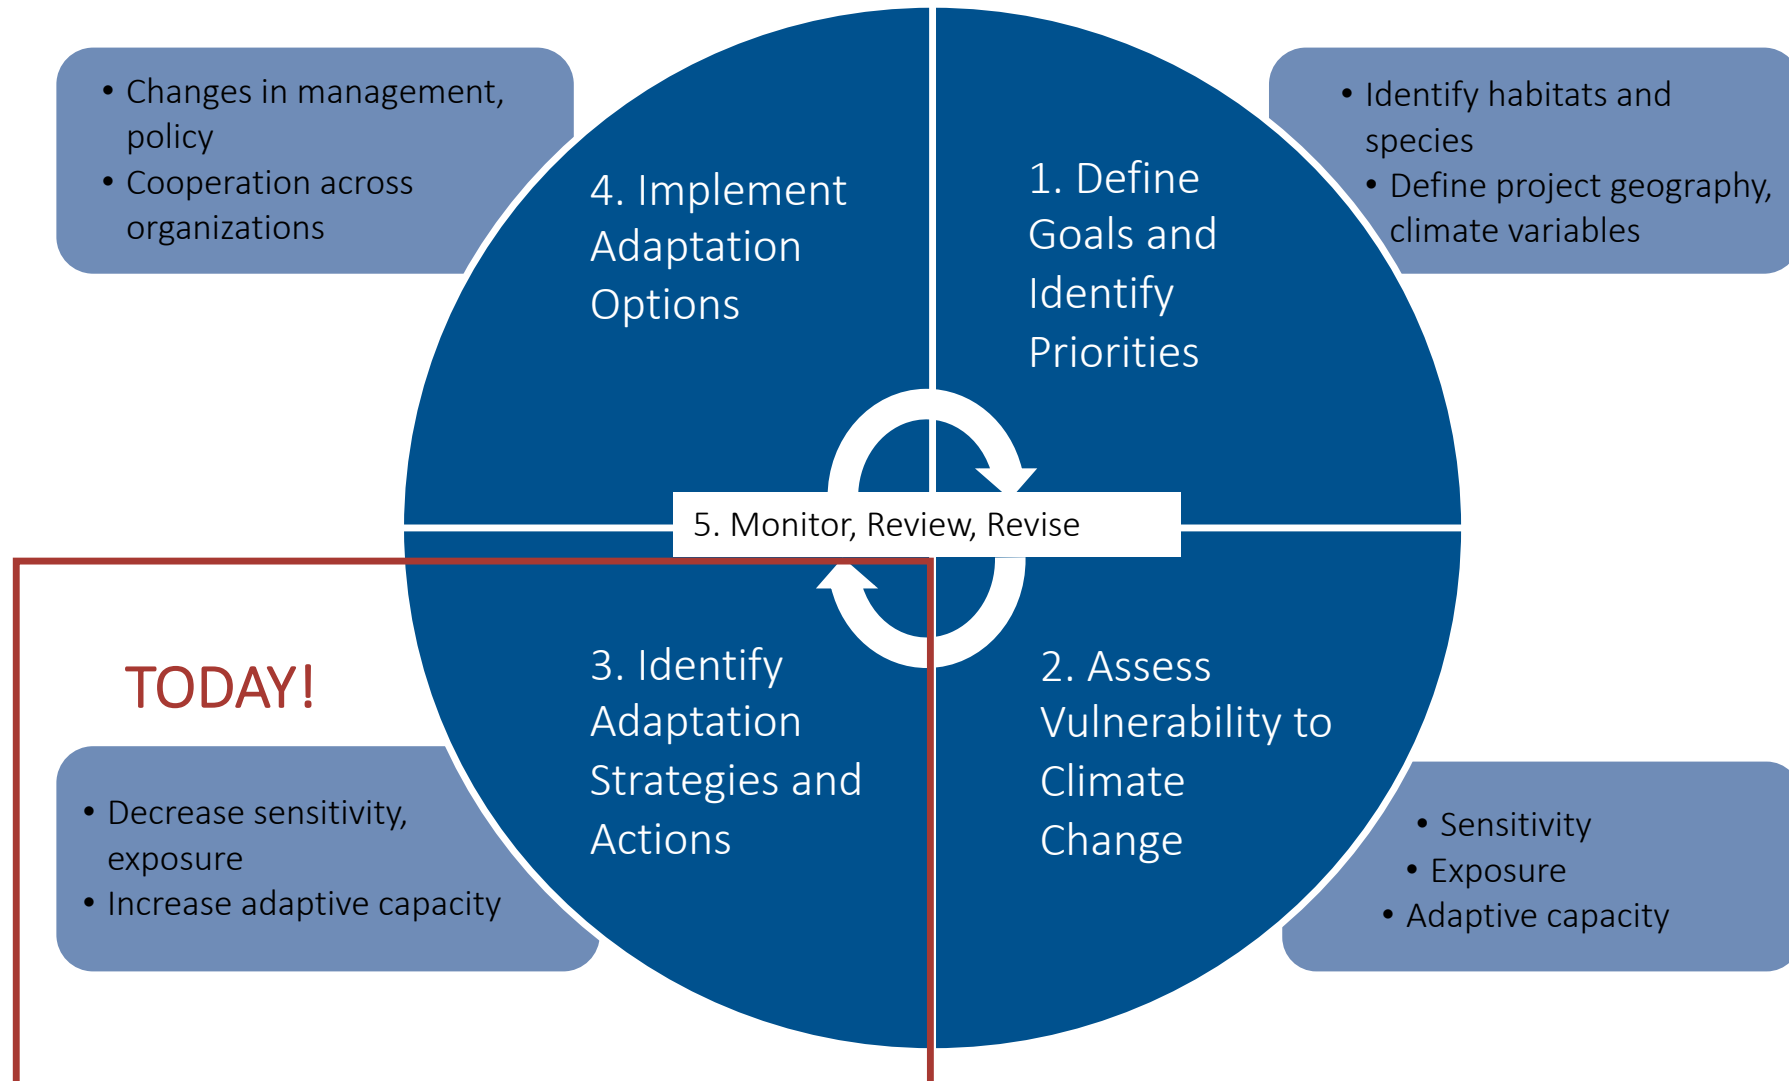 • Changes in management,
policy
• Cooperation across
organizations
4. Implement
Adaptation
Options
1. Define
Goals and
Identify
Priorities
• Identify habitats and
species
• Define project geography,
climate variables
5. Monitor, Review, Revise
TODAY!
• Decrease sensitivity,
exposure
• Increase adaptive capacity
3. Identify
Adaptation
Strategies and
Actions
2. Assess
Vulnerability to
Climate
Change
• Sensitivity
• Exposure
• Adaptive capacity